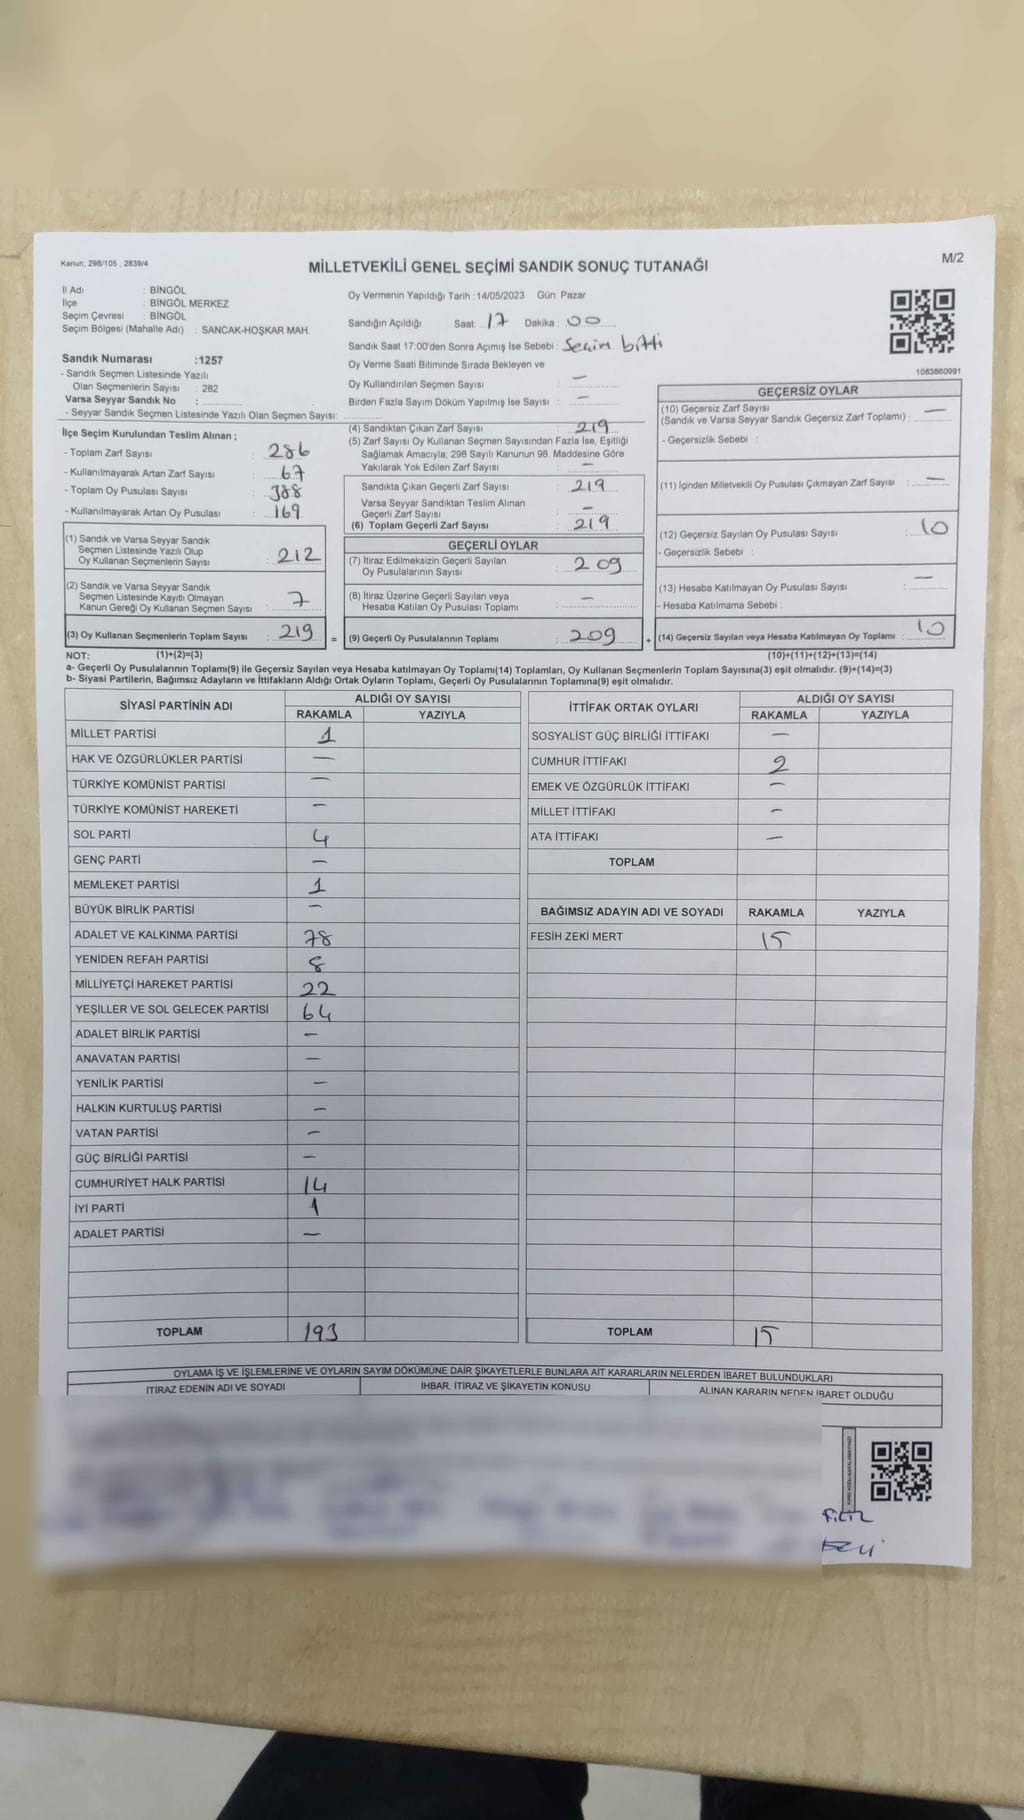 Kanun: 298/105 , 2839/4
MİLLETVEKİLİ GENEL SEÇİMİ SANDIK SONUÇ TUTANAĞI
M/2
İl Adı : BİNGÖL
İlçe : BİNGÖL MERKEZ
Seçim Çevresi : BİNGÖL
Seçim Bölgesi (Mahalle Adı) : SANCAK-HOŞKAR MAH.
Oy Vermenin Yapıldığı Tarih : 14/05/2023 Gün: Pazar
Sandığın Açıldığı Saat: 17 Dakika: 00
Sandık Saat 17:00'den Sonra Açımış İse Sebebi : Seçim bitti
Oy Verme Saati Bitiminde Sırada Bekleyen ve
Oy Kullandırılan Seçmen Sayısı : —
Birden Fazla Sayım Döküm Yapılmış İse Sayısı : —
1083860991
Sandık Numarası :1257
- Sandık Seçmen Listesinde Yazılı
Olan Seçmenlerin Sayısı : 282
Varsa Seyyar Sandık No :
- Seyyar Sandık Seçmen Listesinde Yazılı Olan Seçmen Sayısı:
İlçe Seçim Kurulundan Teslim Alınan ;
- Toplam Zarf Sayısı : 286
- Kullanılmayarak Artan Zarf Sayısı : 67
- Toplam Oy Pusulası Sayısı : 388
- Kullanılmayarak Artan Oy Pusulası : 169
(1) Sandık ve Varsa Seyyar Sandık
Seçmen Listesinde Yazılı Olup
Oy Kullanan Seçmenlerin Sayısı : 212
(2) Sandık ve Varsa Seyyar Sandık
Seçmen Listesinde Kayıtlı Olmayan
Kanun Gereği Oy Kullanan Seçmen Sayısı : 7
(3) Oy Kullanan Seçmenlerin Toplam Sayısı : 219 =
(4) Sandıktan Çıkan Zarf Sayısı : 219
(5) Zarf Sayısı Oy Kullanan Seçmen Sayısından Fazla İse, Eşitliği
Sağlamak Amacıyla; 298 Sayılı Kanunun 98. Maddesine Göre
Yakılarak Yok Edilen Zarf Sayısı : —
Sandıkta Çıkan Geçerli Zarf Sayısı : 219
Varsa Seyyar Sandıktan Teslim Alınan
Geçerli Zarf Sayısı : —
(6) Toplam Geçerli Zarf Sayısı : 219
GEÇERLİ OYLAR
(7) İtiraz Edilmeksizin Geçerli Sayılan
Oy Pusulalarının Sayısı : 209
(8) İtiraz Üzerine Geçerli Sayılan veya
Hesaba Katılan Oy Pusulası Toplamı : —
(9) Geçerli Oy Pusulalarının Toplamı : 209 +
GEÇERSİZ OYLAR
(10) Geçersiz Zarf Sayısı
(Sandık ve Varsa Seyyar Sandık Geçersiz Zarf Toplamı) : —
- Geçersizlik Sebebi :
(11) İçinden Milletvekili Oy Pusulası Çıkmayan Zarf Sayısı : —
(12) Geçersiz Sayılan Oy Pusulası Sayısı : 10
- Geçersizlik Sebebi :
(13) Hesaba Katılmayan Oy Pusulası Sayısı : —
- Hesaba Katılmama Sebebi :
(14) Geçersiz Sayılan veya Hesaba Katılmayan Oy Toplamı : 10
NOT: (1)+(2)=(3) (10)+(11)+(12)+(13)=(14)
a- Geçerli Oy Pusulalarının Toplamı(9) ile Geçersiz Sayılan veya Hesaba katılmayan Oy Toplamı(14) Toplamları, Oy Kullanan Seçmenlerin Toplam Sayısına(3) eşit olmalıdır. (9)+(14)=(3)
b- Siyasi Partilerin, Bağımsız Adayların ve İttifakların Aldığı Ortak Oyların Toplamı, Geçerli Oy Pusulalarının Toplamına(9) eşit olmalıdır.
SİYASİ PARTİNİN ADI ALDIĞI OY SAYISI
RAKAMLA YAZIYLA
MİLLET PARTİSİ 1
HAK VE ÖZGÜRLÜKLER PARTİSİ —
TÜRKİYE KOMÜNİST PARTİSİ —
TÜRKİYE KOMÜNİST HAREKETİ —
SOL PARTİ 4
GENÇ PARTİ —
MEMLEKET PARTİSİ 1
BÜYÜK BİRLİK PARTİSİ —
ADALET VE KALKINMA PARTİSİ 78
YENİDEN REFAH PARTİSİ 8
MİLLİYETÇİ HAREKET PARTİSİ 22
YEŞİLLER VE SOL GELECEK PARTİSİ 64
ADALET BİRLİK PARTİSİ —
ANAVATAN PARTİSİ —
YENİLİK PARTİSİ —
HALKIN KURTULUŞ PARTİSİ —
VATAN PARTİSİ —
GÜÇ BİRLİĞİ PARTİSİ —
CUMHURİYET HALK PARTİSİ 14
İYİ PARTİ 1
ADALET PARTİSİ —
TOPLAM 193
İTTİFAK ORTAK OYLARI ALDIĞI OY SAYISI
RAKAMLA YAZIYLA
SOSYALİST GÜÇ BİRLİĞİ İTTİFAKI —
CUMHUR İTTİFAKI 2
EMEK VE ÖZGÜRLÜK İTTİFAKI —
MİLLET İTTİFAKI —
ATA İTTİFAKI —
TOPLAM
BAĞIMSIZ ADAYIN ADI VE SOYADI RAKAMLA YAZIYLA
FESİH ZEKİ MERT 15
TOPLAM 15
OYLAMA İŞ VE İŞLEMLERİNE VE OYLARIN SAYIM DÖKÜMÜNE DAİR ŞİKAYETLERLE BUNLARA AİT KARARLARIN NELERDEN İBARET BULUNDUKLARI
İTİRAZ EDENİN ADI VE SOYADI İHBAR, İTİRAZ VE ŞİKAYETİN KONUSU ALINAN KARARIN NEDEN İBARET OLDUĞU